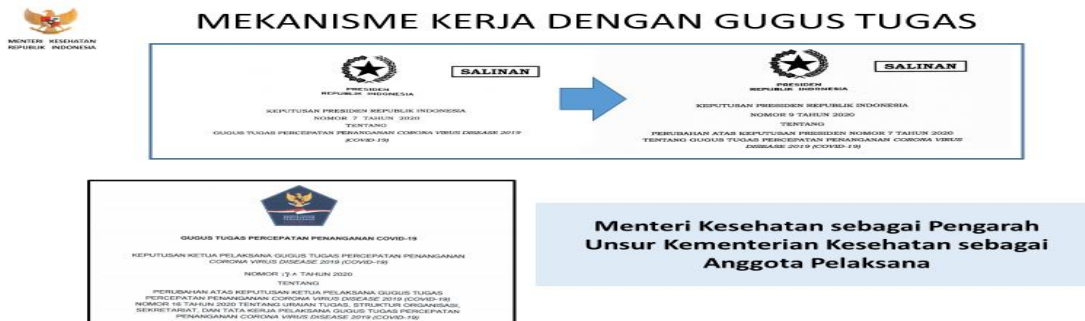 MEKANISME KERJA DENGAN GUGUS TUGAS
MENTERI KESEHATAN
REPUBLIK INDONESIA
SALINAN
PRESIDEN
REPUBLIK INDONESIA
KEPUTUSAN PRESIDEN REPUBLIK INDONESIA
NOMOR 7 TAHUN 2020
TENTANG
GUGUS TUGAS PERCEPATAN PENANGANAN CORONA VIRUS DISEASE 2019
(COVID-19)
SALINAN
PRESIDEN
REPUBLIK INDONESIA
KEPUTUSAN PRESIDEN REPUBLIK INDONESIA
NOMOR 9 TAHUN 2020
TENTANG
PERUBAHAN ATAS KEPUTUSAN PRESIDEN NOMOR 7 TAHUN 2020
TENTANG GUGUS TUGAS PERCEPATAN PENANGANAN CORONA VIRUS
DISEASE 2019 (COVID-19)
GUGUS TUGAS PERCEPATAN PENANGANAN COVID-19
KEPUTUSAN KETUA PELAKSANA GUGUS TUGAS PERCEPATAN PENANGANAN
CORONA VIRUS DISEASE 2019 (COVID-19)
NOMOR TAHUN 2020
TENTANG
PERUBAHAN ATAS KEPUTUSAN KETUA PELAKSANA GUGUS TUGAS
PERCEPATAN PENANGANAN CORONA VIRUS DISEASE 2019 (COVID-19)
NOMOR 16 TAHUN 2020 TENTANG URAIAN TUGAS, STRUKTUR ORGANISASI,
SEKRETARIAT, DAN TATA KERJA PELAKSANA GUGUS TUGAS PERCEPATAN
PENANGANAN CORONA VIRUS DISEASE 2019 (COVID-19)
Menteri Kesehatan sebagai Pengarah
Unsur Kementerian Kesehatan sebagai
Anggota Pelaksana